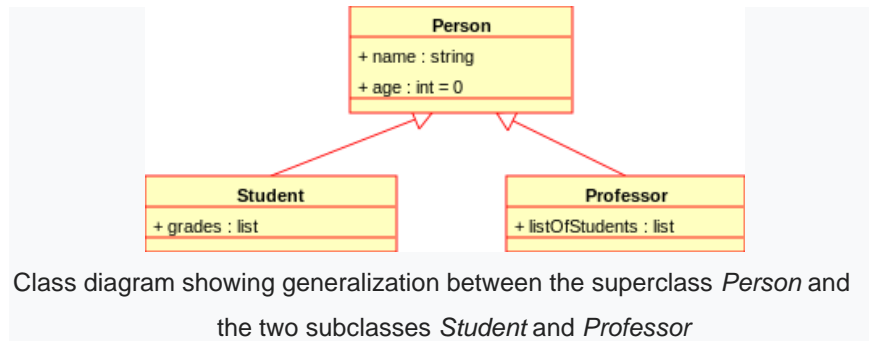 Person
+ name : string
+ age : int = 0
Student
Professor
+ grades : list
+ listOfStudents : list
Class diagram showing generalization between the superclass Person and
the two subclasses Student and Professor